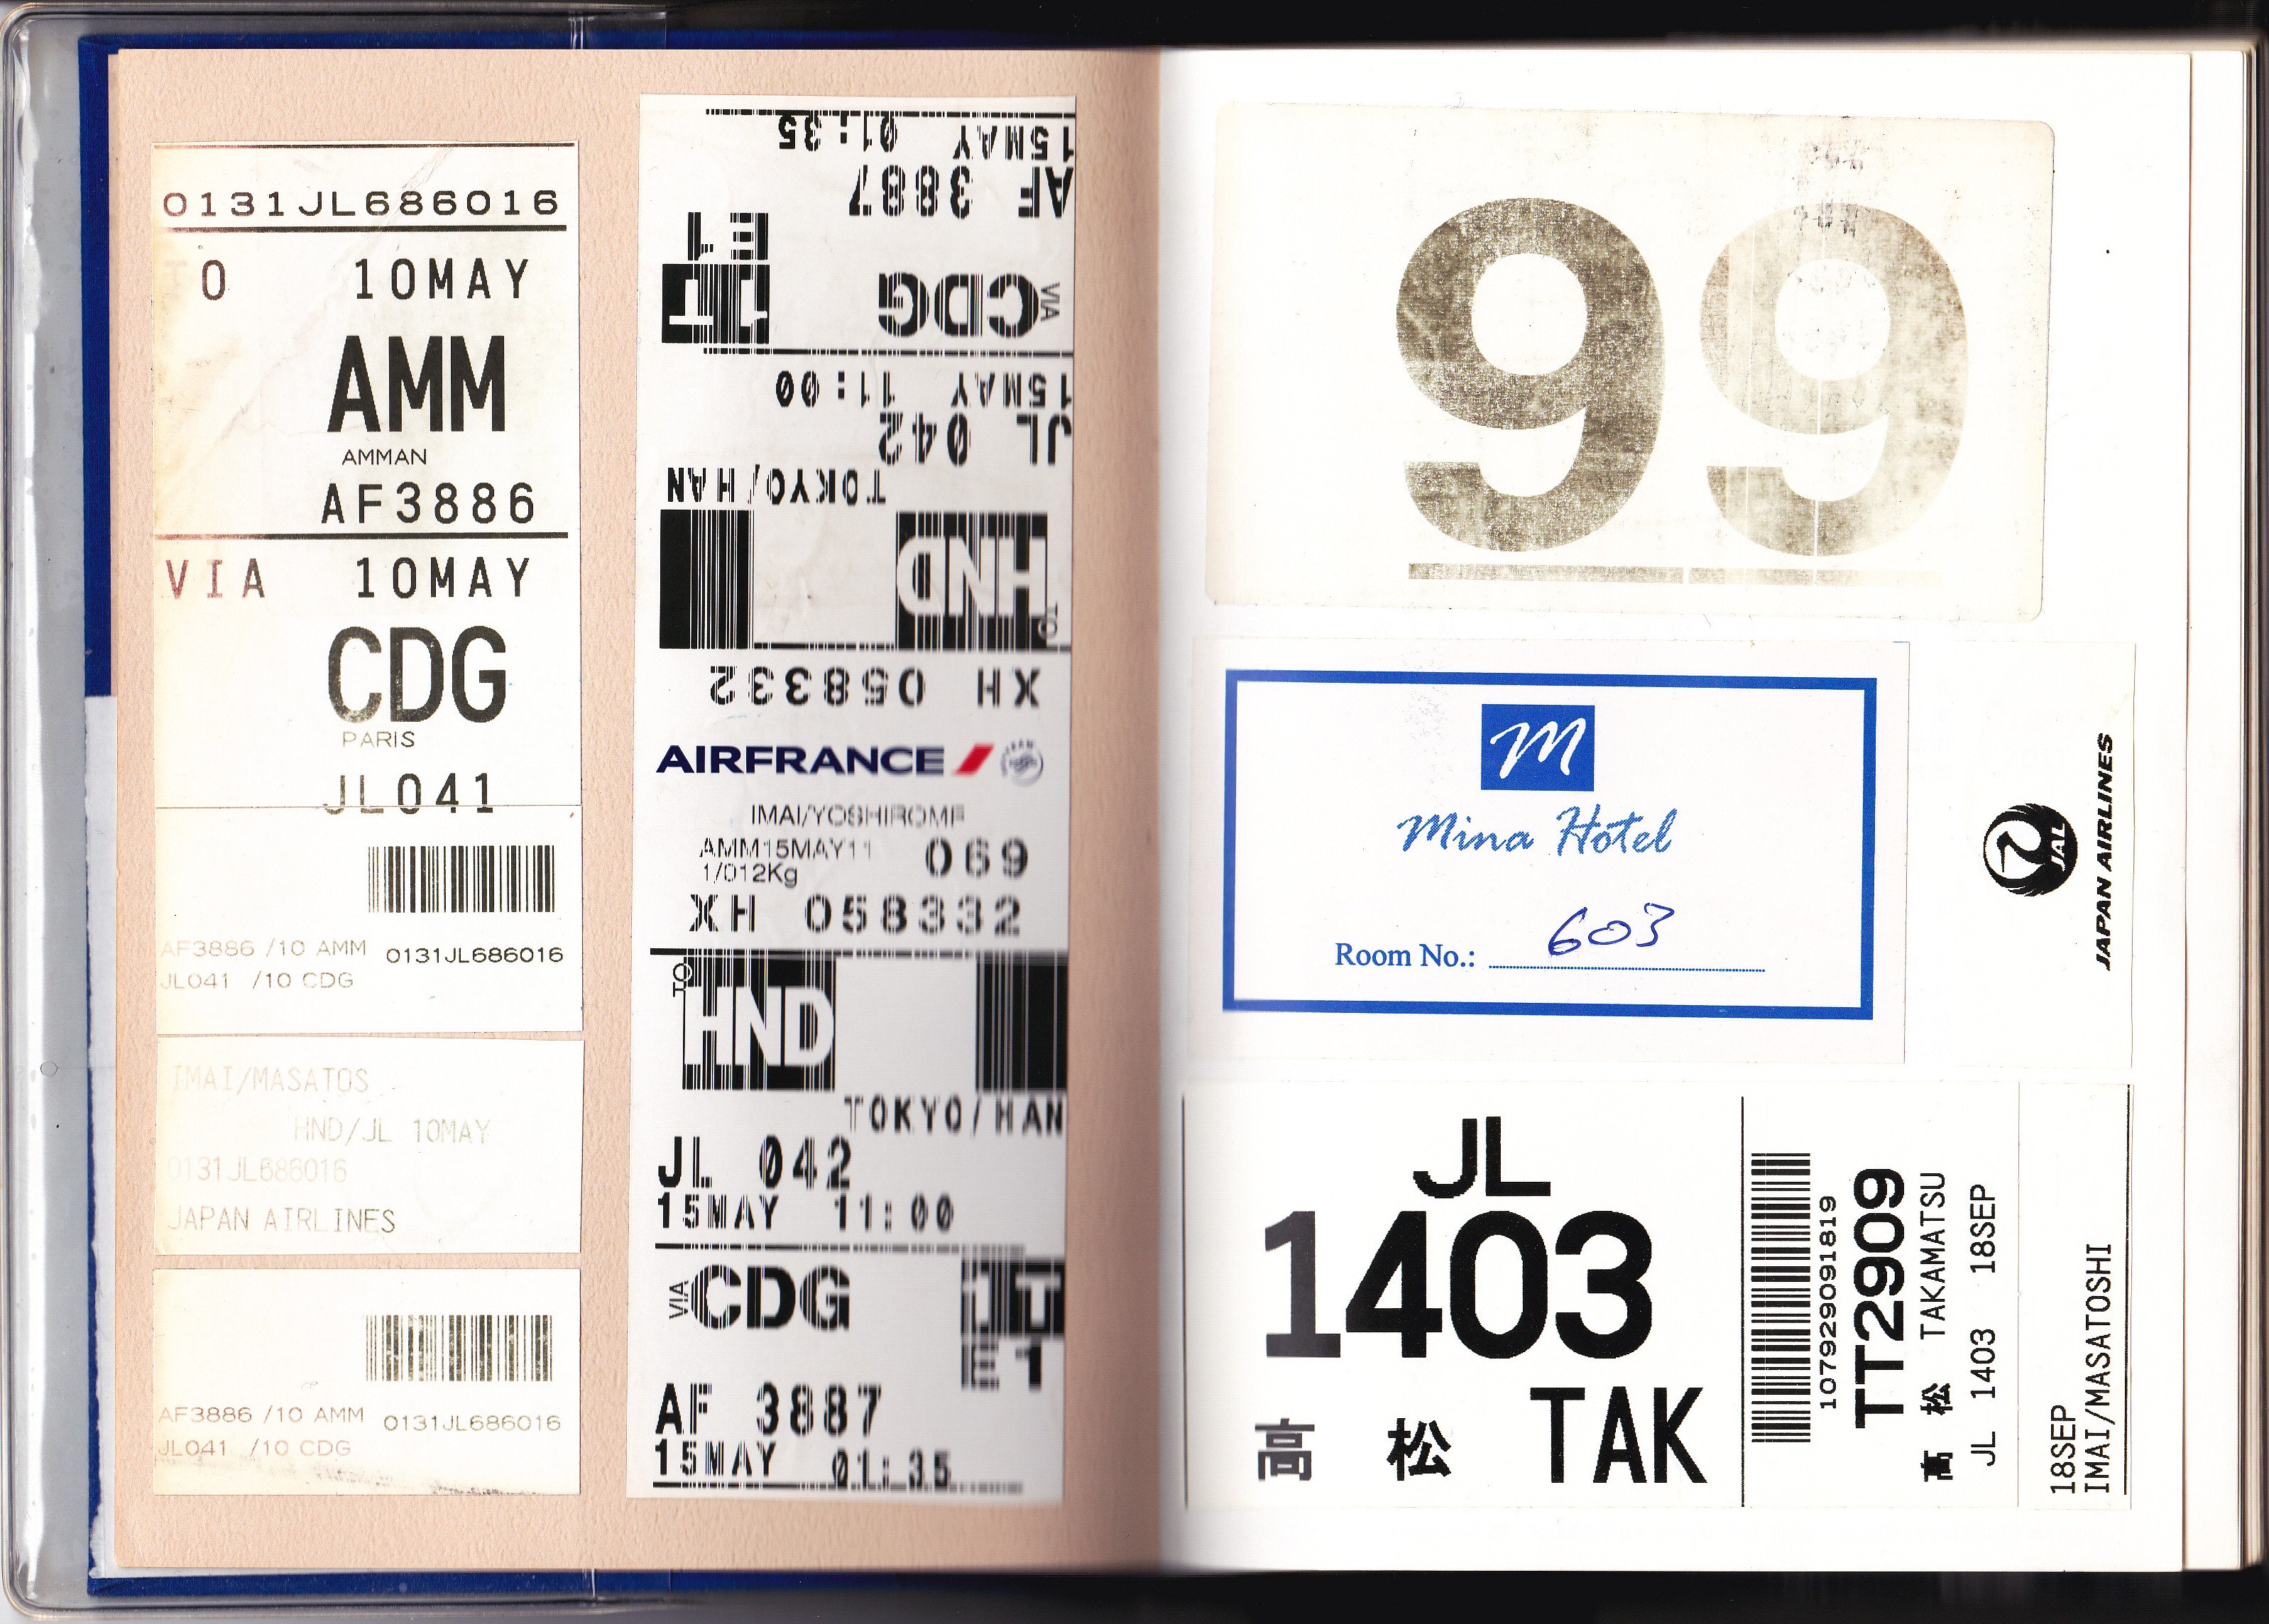 0131JL686016
TO 10MAY
AMM
AMMAN
AF3886
VIA 10MAY
CDG
PARIS
JL041
AF3886 /10 AMM 0131JL686016
JL041 /10 CDG
IMAI/MASATOS
HND/JL 10MAY
0131JL686016
JAPAN AIRLINES
AF3886 /10 AMM 0131JL686016
JL041 /10 CDG
15MAY 01:35
AF 3887
E1
1T
VIA CDG
15MAY 11:00
JL 042
TOKYO/HAN
TO HND
XH 058332
AIRFRANCE
IMAI/YOSHIROMF
AMM15MAY11 069
1/012Kg
XH 058332
TO
HND
TOKYO/HAN
JL 042
15MAY 11:00
VIA CDG 1T
E1
AF 3887
15MAY 01:35
99
M
Mina Hotel
Room No.: 603
JAL
JAPAN AIRLINES
JL
1403
高 松 TAK
10792909181​9
TT2909
高 松 TAKAMATSU
JL 1403 18SEP
18SEP
IMAI/MASATOSHI